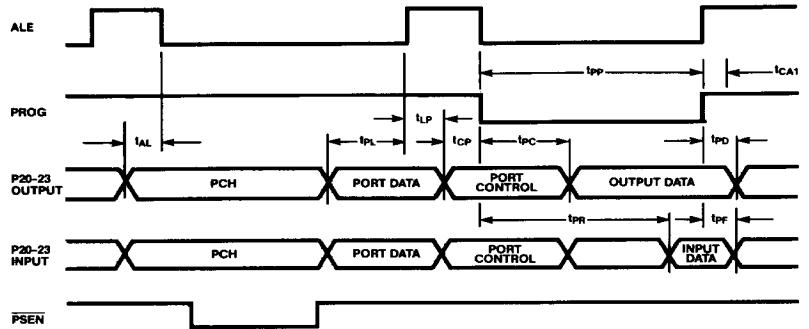 ALE
tPP
tCA1
PROG
tAL
tPL
tLP
tCP
tPC
tPD
P20-23
OUTPUT
PCH
PORT DATA
PORT
CONTROL
OUTPUT DATA
tPR
tPF
P20-23
INPUT
PCH
PORT DATA
PORT
CONTROL
INPUT
DATA
PSEN